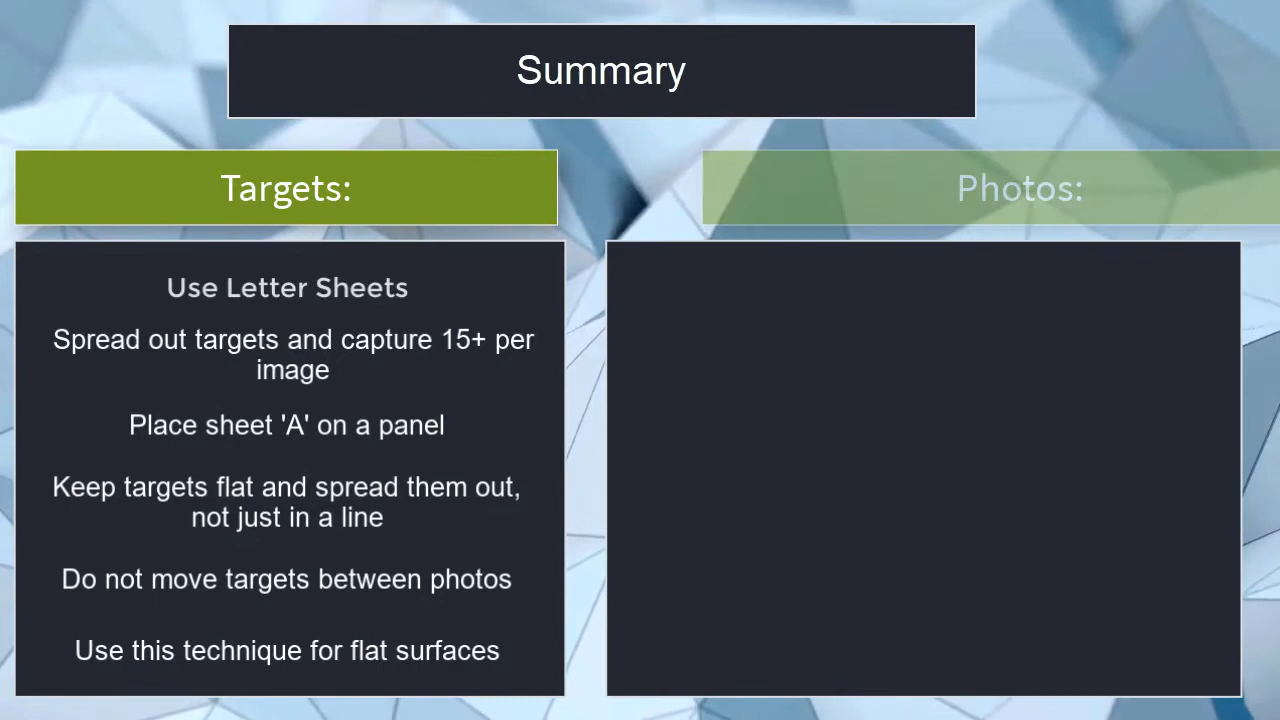 Summary
Targets:
Photos:
Use Letter Sheets
Spread out targets and capture 15+ per
image
Place sheet 'A' on a panel
Keep targets flat and spread them out,
not just in a line
Do not move targets between photos
Use this technique for flat surfaces